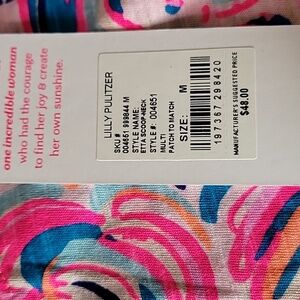 one incredible woman
who had the courage
to find her joy & create
her own sunshine.
LILLY PULITZER
SKU #
004651 999844 M
STYLE NAME:
ETTA SCOOP-NECK
STYLE #: 004651
MULTI
PATCH TO MATCH
SIZE: M
197367298420
MANUFACTURER'S SUGGESTED PRICE
$48.00